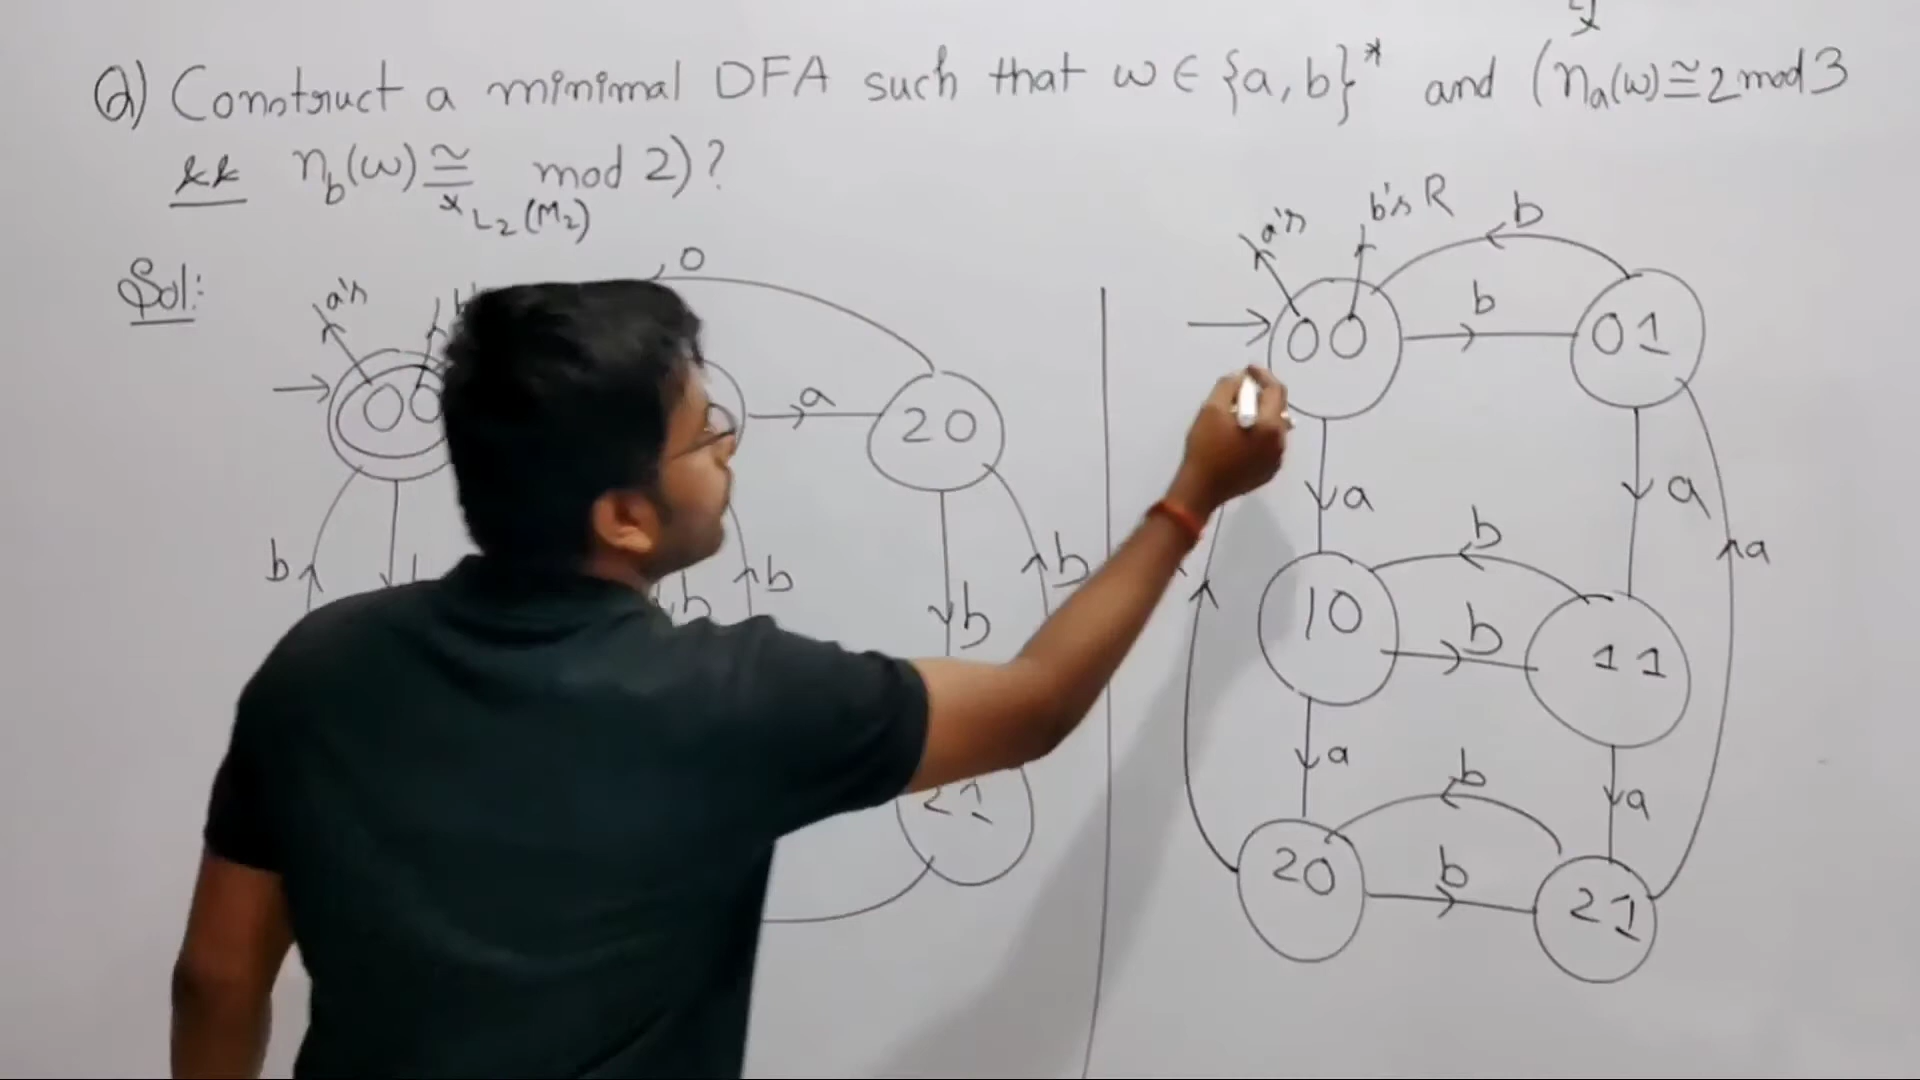 Q) Construct a minimal DFA such that w ∈ {a, b}* and (na(w) ≅ 2 mod 3
&& nb(w) ≅ mod 2)?
L2 (M2)
Sol:
a's
00
a
20
b
b
b
b
b
21
a's
b's R
b
00
b
01
a
a
a
b
10
b
11
a
b
a
20
b
21